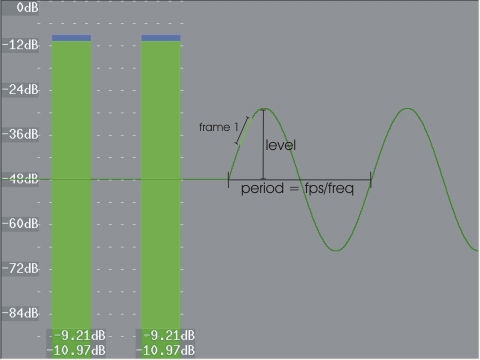 0dB
-12dB
-24dB
-36dB
frame 1
level
-48dB
period = fps/freq
-60dB
-72dB
-84dB
-9.21dB -9.21dB
-10.97dB -10.97dB